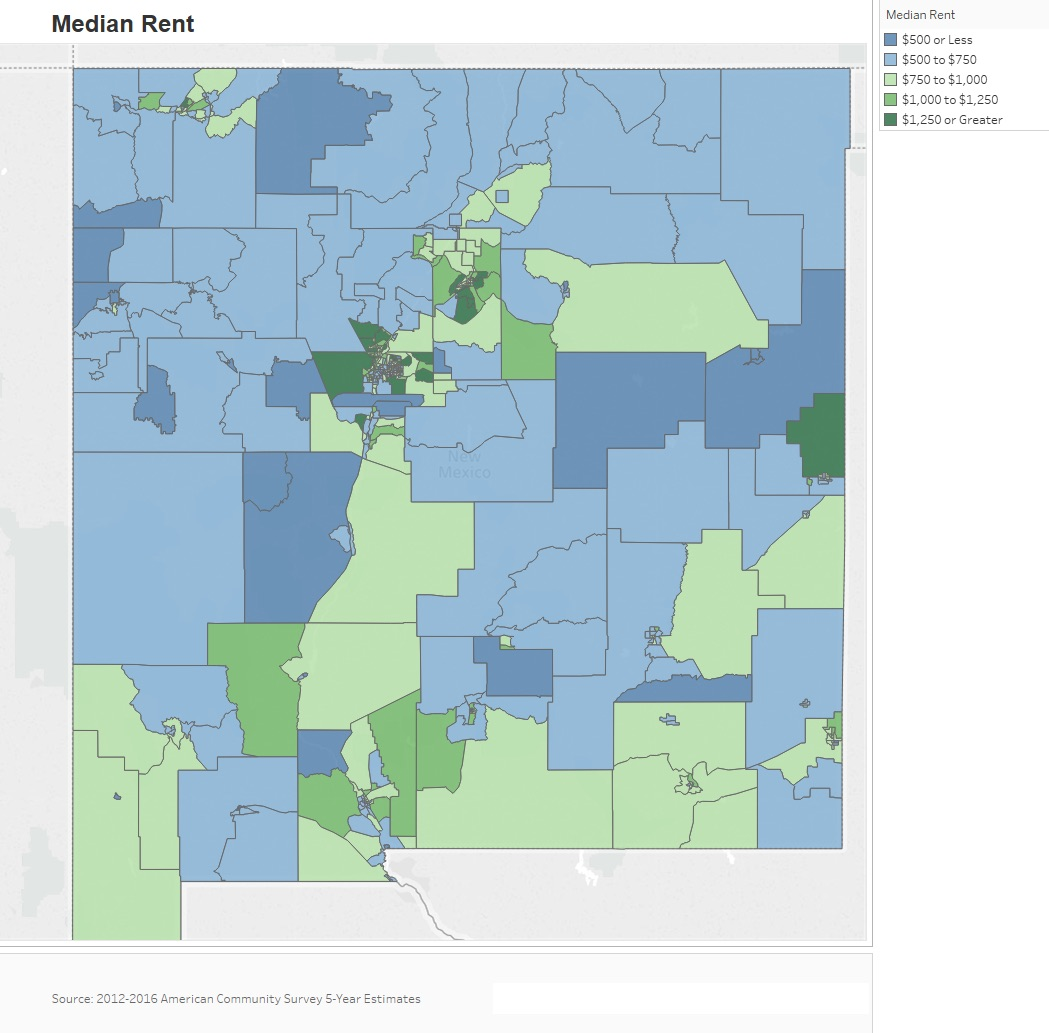 Median Rent
Median Rent
$500 or Less
$500 to $750
$750 to $1,000
$1,000 to $1,250
$1,250 or Greater
New
Mexico
Source: 2012-2016 American Community Survey 5-Year Estimates